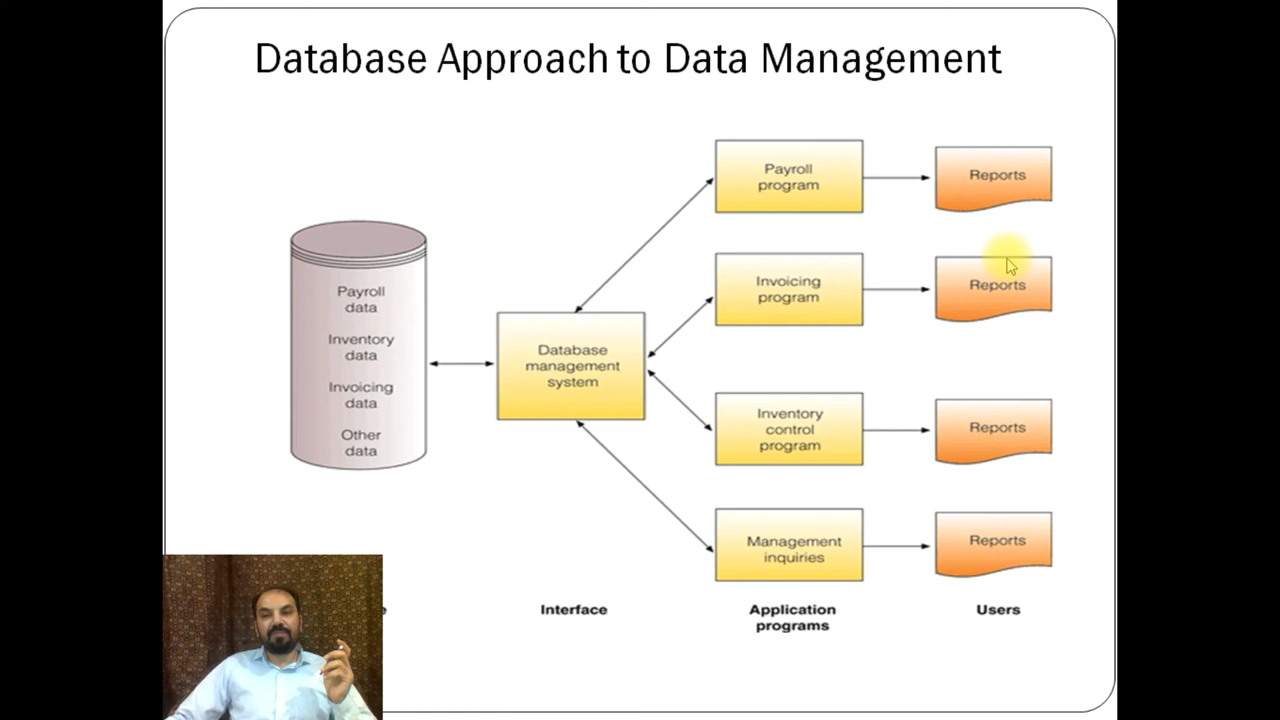 Database Approach to Data Management
Payroll
data
Inventory
data
Invoicing
data
Other
data
Database
management
system
Payroll
program
Invoicing
program
Inventory
control
program
Management
inquiries
Reports
Reports
Reports
Reports
Interface
Application
programs
Users